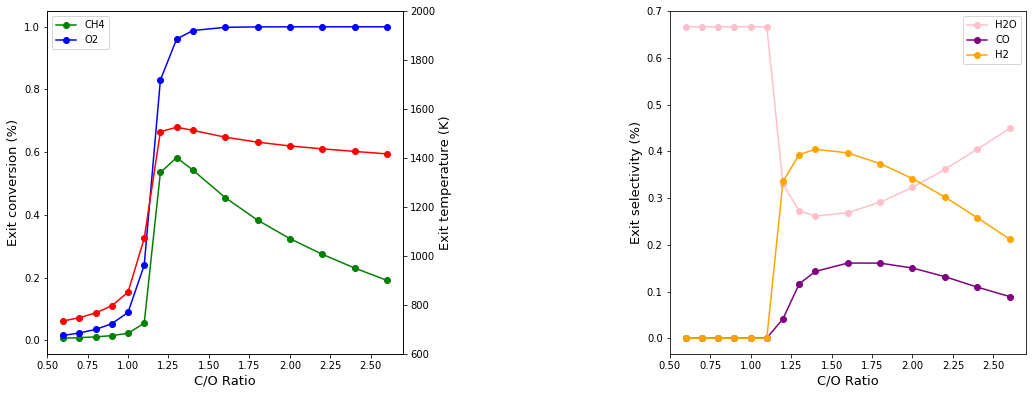 CH4
O2
1.0
0.8
0.6
0.4
0.2
0.0
Exit conversion (%)
0.50 0.75 1.00 1.25 1.50 1.75 2.00 2.25 2.50
C/O Ratio
2000
1800
1600
1400
1200
1000
800
600
Exit temperature (K)
H2O
CO
H2
0.7
0.6
0.5
0.4
0.3
0.2
0.1
0.0
Exit selectivity (%)
0.50 0.75 1.00 1.25 1.50 1.75 2.00 2.25 2.50
C/O Ratio